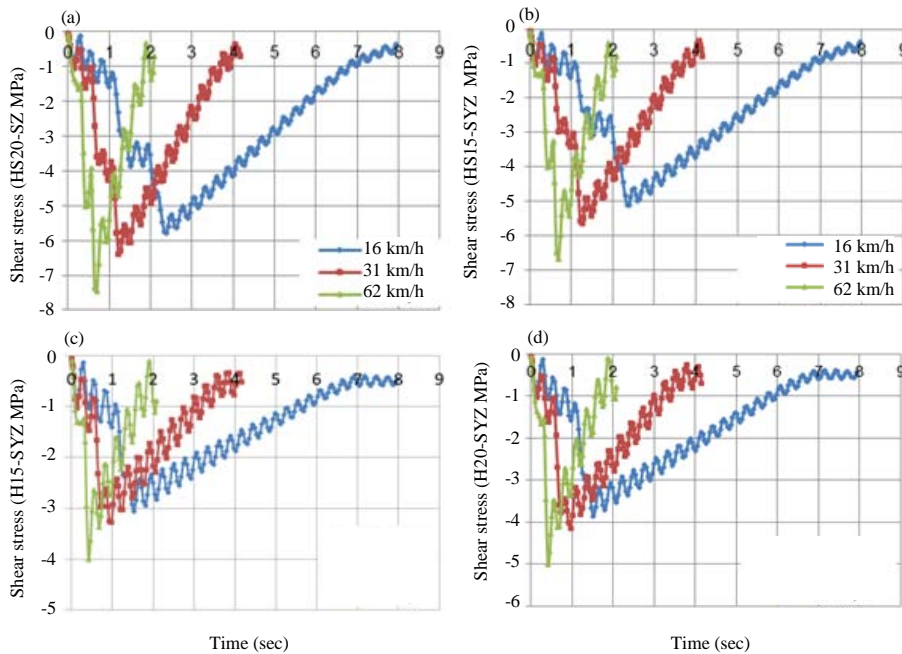 (a)
0 0 1 2 3 4 5 6 7 8 9
-1
-2
-3
-4
-5
-6
-7
-8
Shear stress (HS20-SZ MPa)
16 km/h
31 km/h
62 km/h
(b)
0 0 1 2 3 4 5 6 7 8 9
-1
-2
-3
-4
-5
-6
-7
-8
Shear stress (HS15-SYZ MPa)
16 km/h
31 km/h
62 km/h
(c)
0 0 1 2 3 4 5 6 7 8 9
-1
-2
-3
-4
-5
Shear stress (H15-SYZ MPa)
Time (sec)
(d)
0 0 1 2 3 4 5 6 7 8 9
-1
-2
-3
-4
-5
-6
Shear stress (H20-SYZ MPa)
Time (sec)